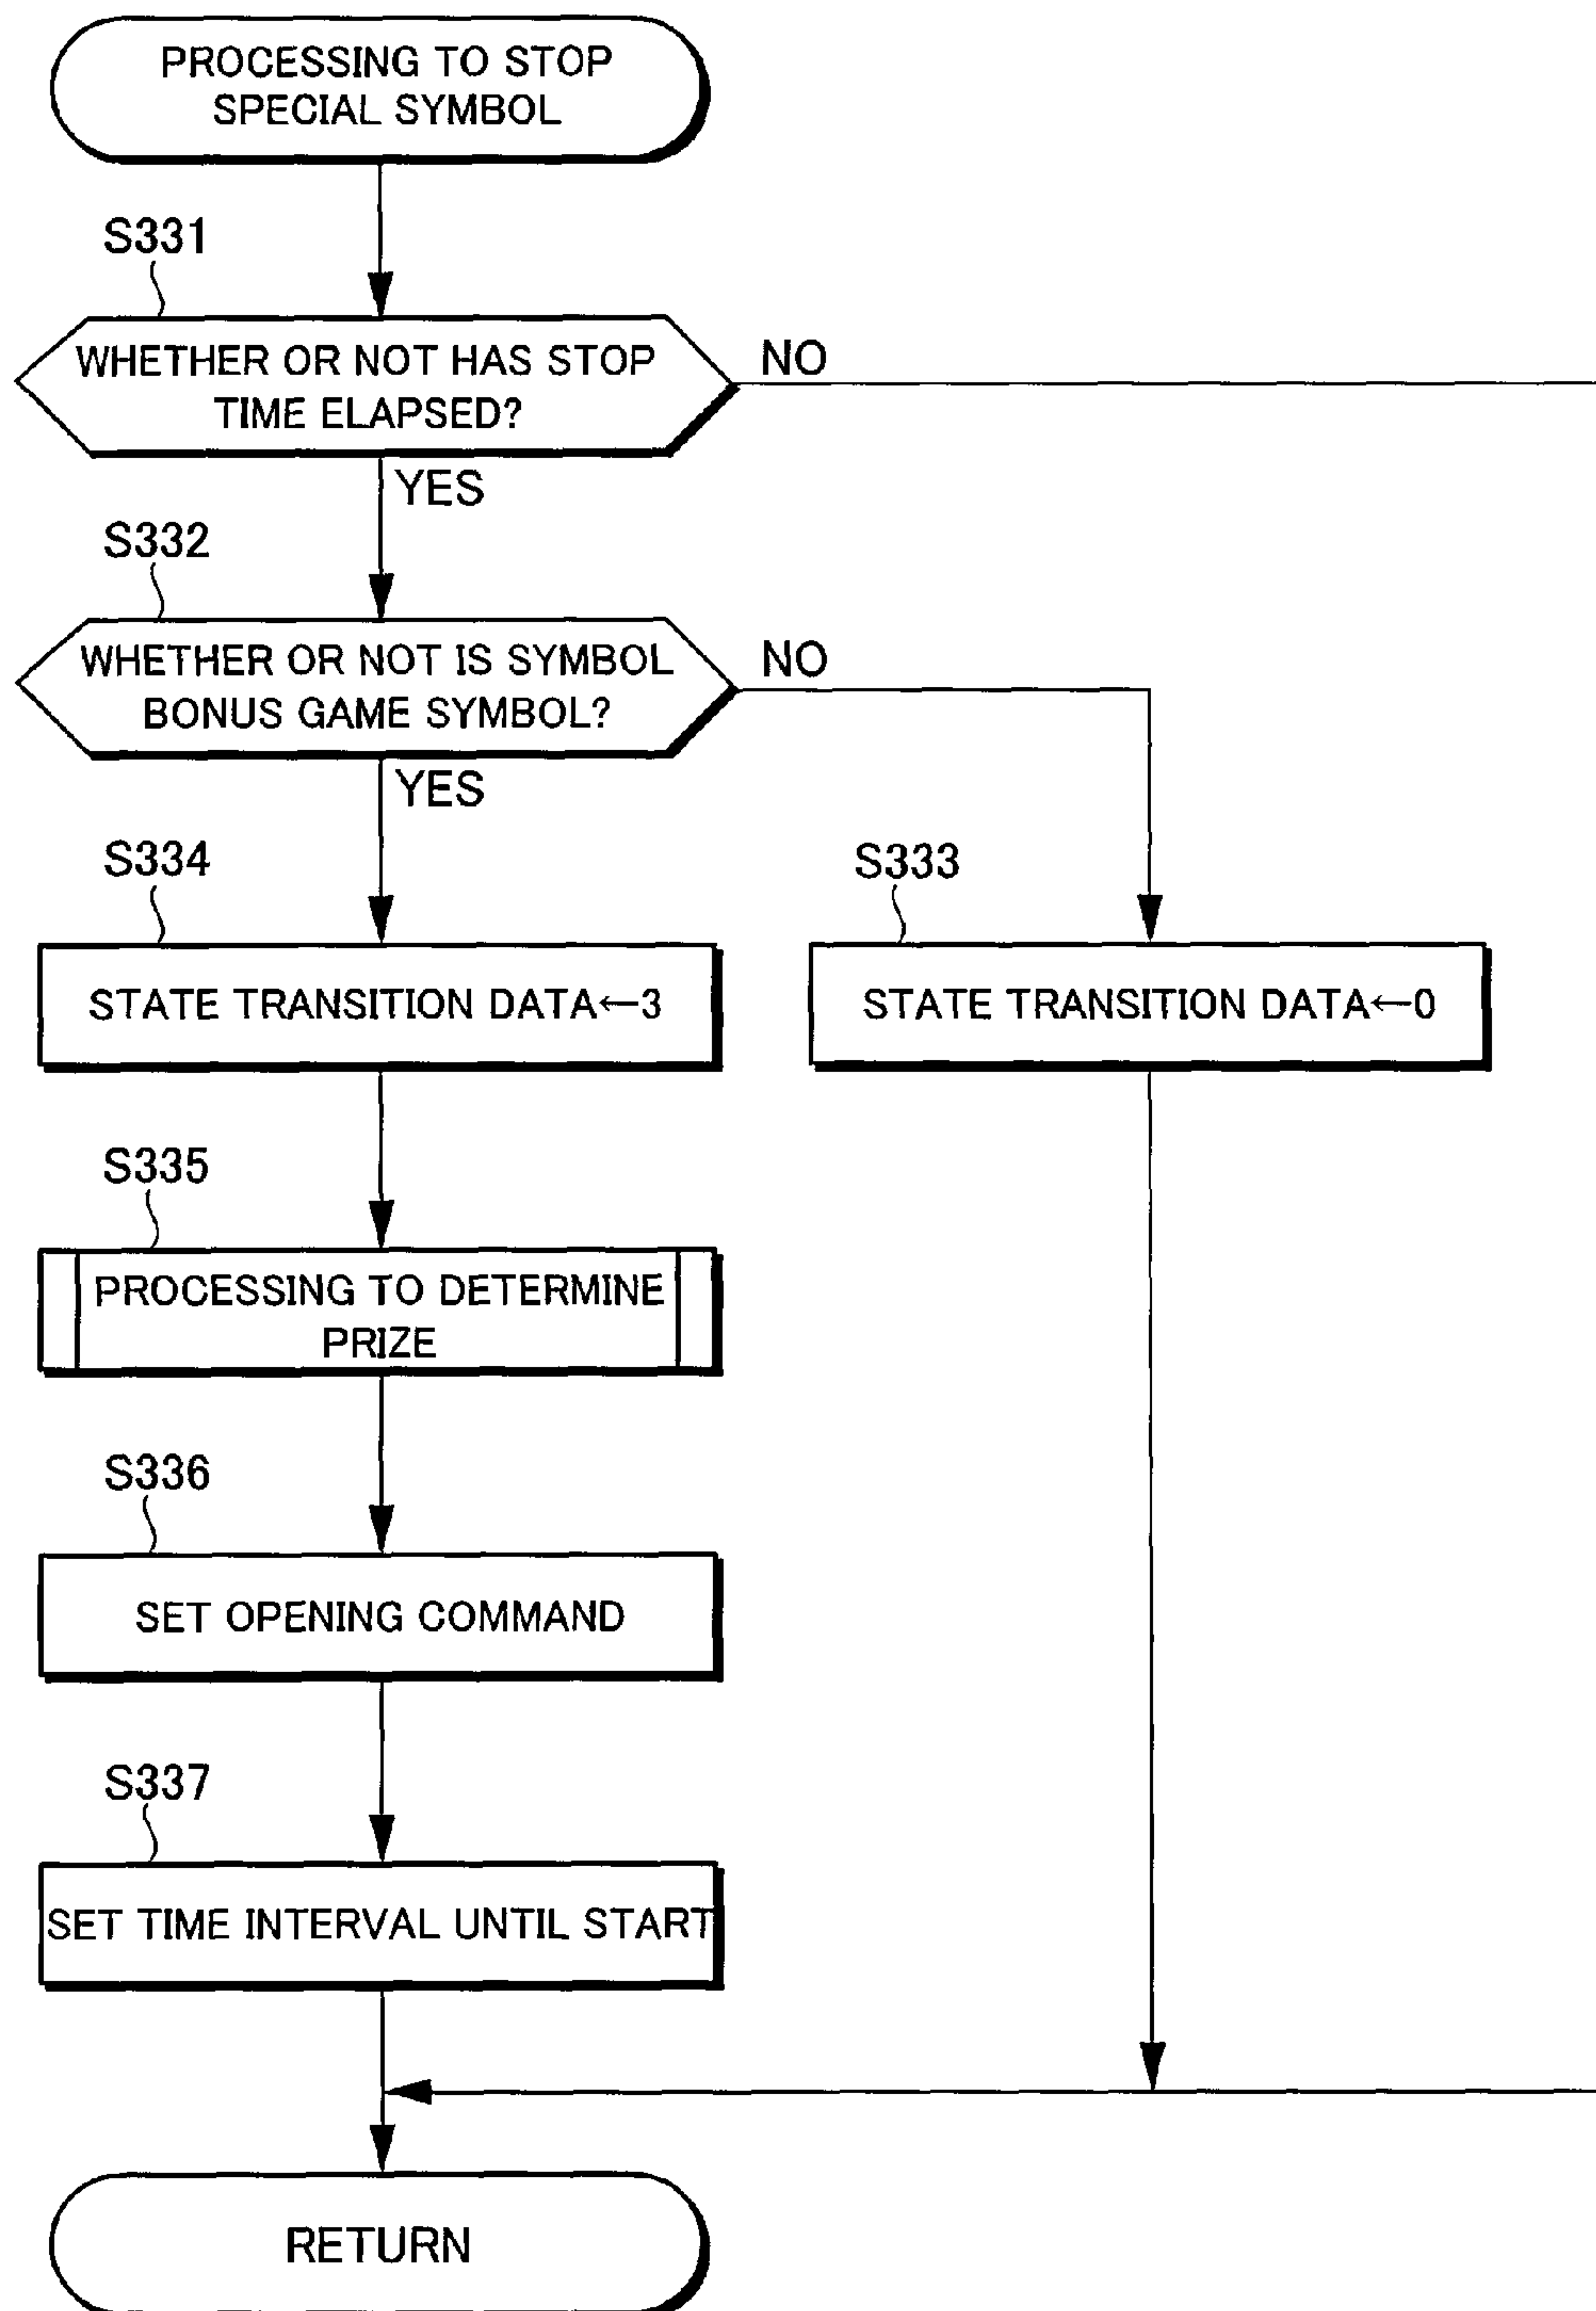 PROCESSING TO STOP
SPECIAL SYMBOL
S331
WHETHER OR NOT HAS STOP
TIME ELAPSED?
NO
YES
S332
WHETHER OR NOT IS SYMBOL
BONUS GAME SYMBOL?
NO
YES
S334
STATE TRANSITION DATA←3
S333
STATE TRANSITION DATA←0
S335
PROCESSING TO DETERMINE
PRIZE
S336
SET OPENING COMMAND
S337
SET TIME INTERVAL UNTIL START
RETURN